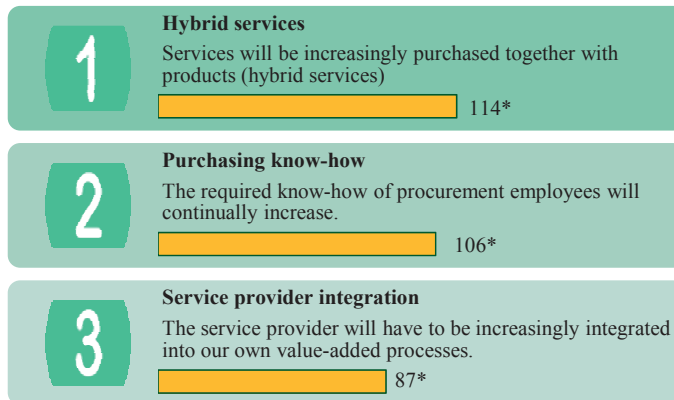 1
Hybrid services
Services will be increasingly purchased together with
products (hybrid services)
114*
2
Purchasing know-how
The required know-how of procurement employees will
continually increase.
106*
3
Service provider integration
The service provider will have to be increasingly integrated
into our own value-added processes.
87*